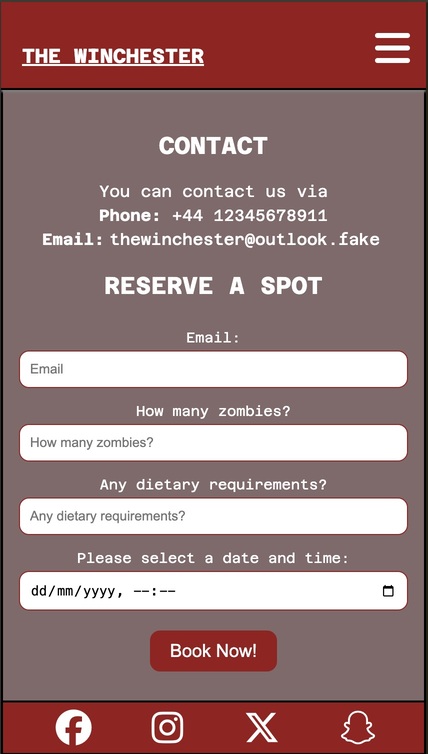 THE WINCHESTER
CONTACT
You can contact us via
Phone: +44 12345678911
Email: thewinchester@outlook.fake
RESERVE A SPOT
Email:
Email
How many zombies?
How many zombies?
Any dietary requirements?
Any dietary requirements?
Please select a date and time:
dd/mm/yyyy, --:--
Book Now!